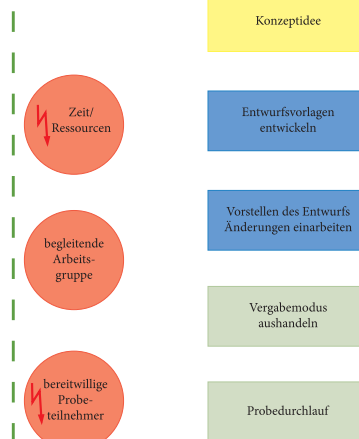 Konzeptidee
Zeit/
Ressourcen
Entwurfsvorlagen
entwickeln
Vorstellen des Entwurfs
Änderungen einarbeiten
begleitende
Arbeits-
gruppe
Vergabemodus
aushandeln
bereitwillige
Probe-
teilnehmer
Probedurchlauf